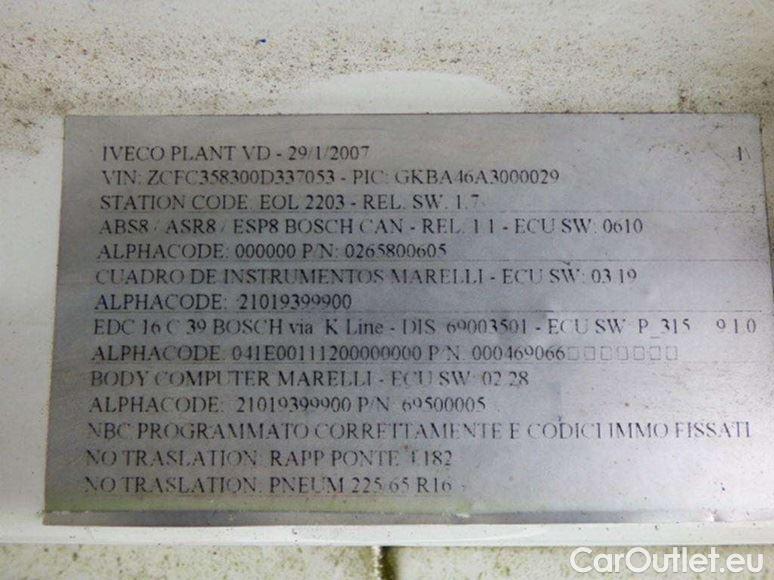 IVECO PLANT VD - 29/1/2007
VIN: ZCFC358300D337053 - PIC: GKBA46A3000029
STATION CODE: EOL 2203 - REL. SW. 1.7
ABS8 / ASR8 / ESP8 BOSCH CAN - REL. 1.1 - ECU SW: 0610
ALPHACODE: 000000 P/N: 0265800605
CUADRO DE INSTRUMENTOS MARELLI - ECU SW: 03.19
ALPHACODE: 21019399900
EDC 16 C 39 BOSCH via K Line - DIS. 69003501 - ECU SW. P_315 9.1.0
ALPHACODE: 041E00111200000000 P/N. 000469066□□□□□□□
BODY COMPUTER MARELLI - ECU SW: 02.28
ALPHACODE: 21019399900 P/N: 69500005
NBC PROGRAMMATO CORRETTAMENTE E CODICI IMMO FISSATI
NO TRASLATION: RAPP PONTE
NO TRASLATION: PNEUM 225/65 R16
CarOutlet.eu